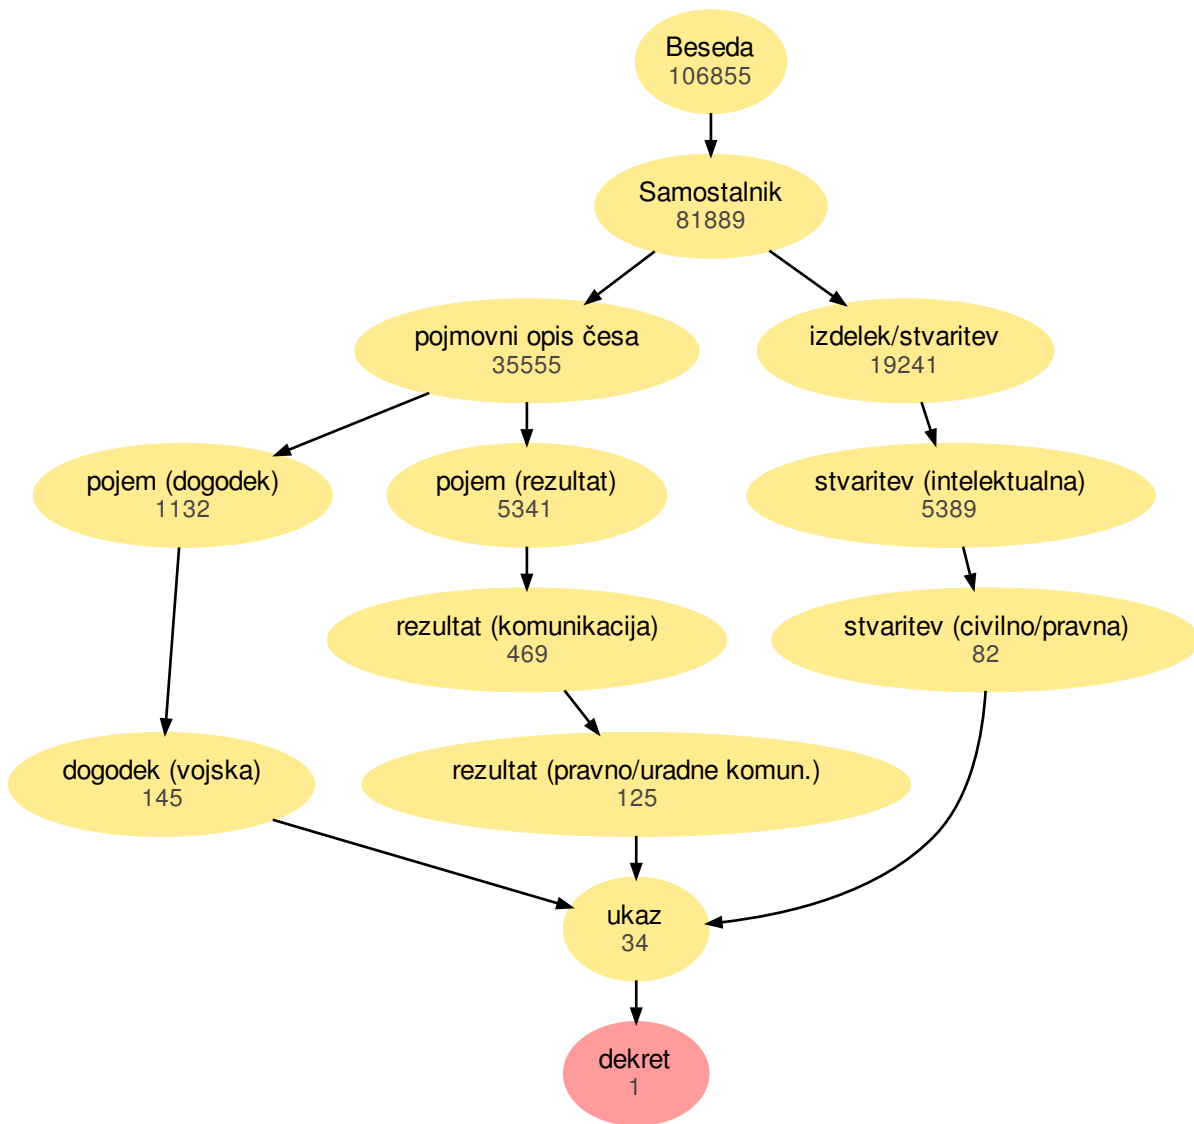 Beseda
106855
Samostalnik
81889
pojmovni opis česa
35555
izdelek/stvaritev
19241
pojem (dogodek)
1132
pojem (rezultat)
5341
stvaritev (intelektualna)
5389
rezultat (komunikacija)
469
stvaritev (civilno/pravna)
82
dogodek (vojska)
145
rezultat (pravno/uradne komun.)
125
ukaz
34
dekret
1